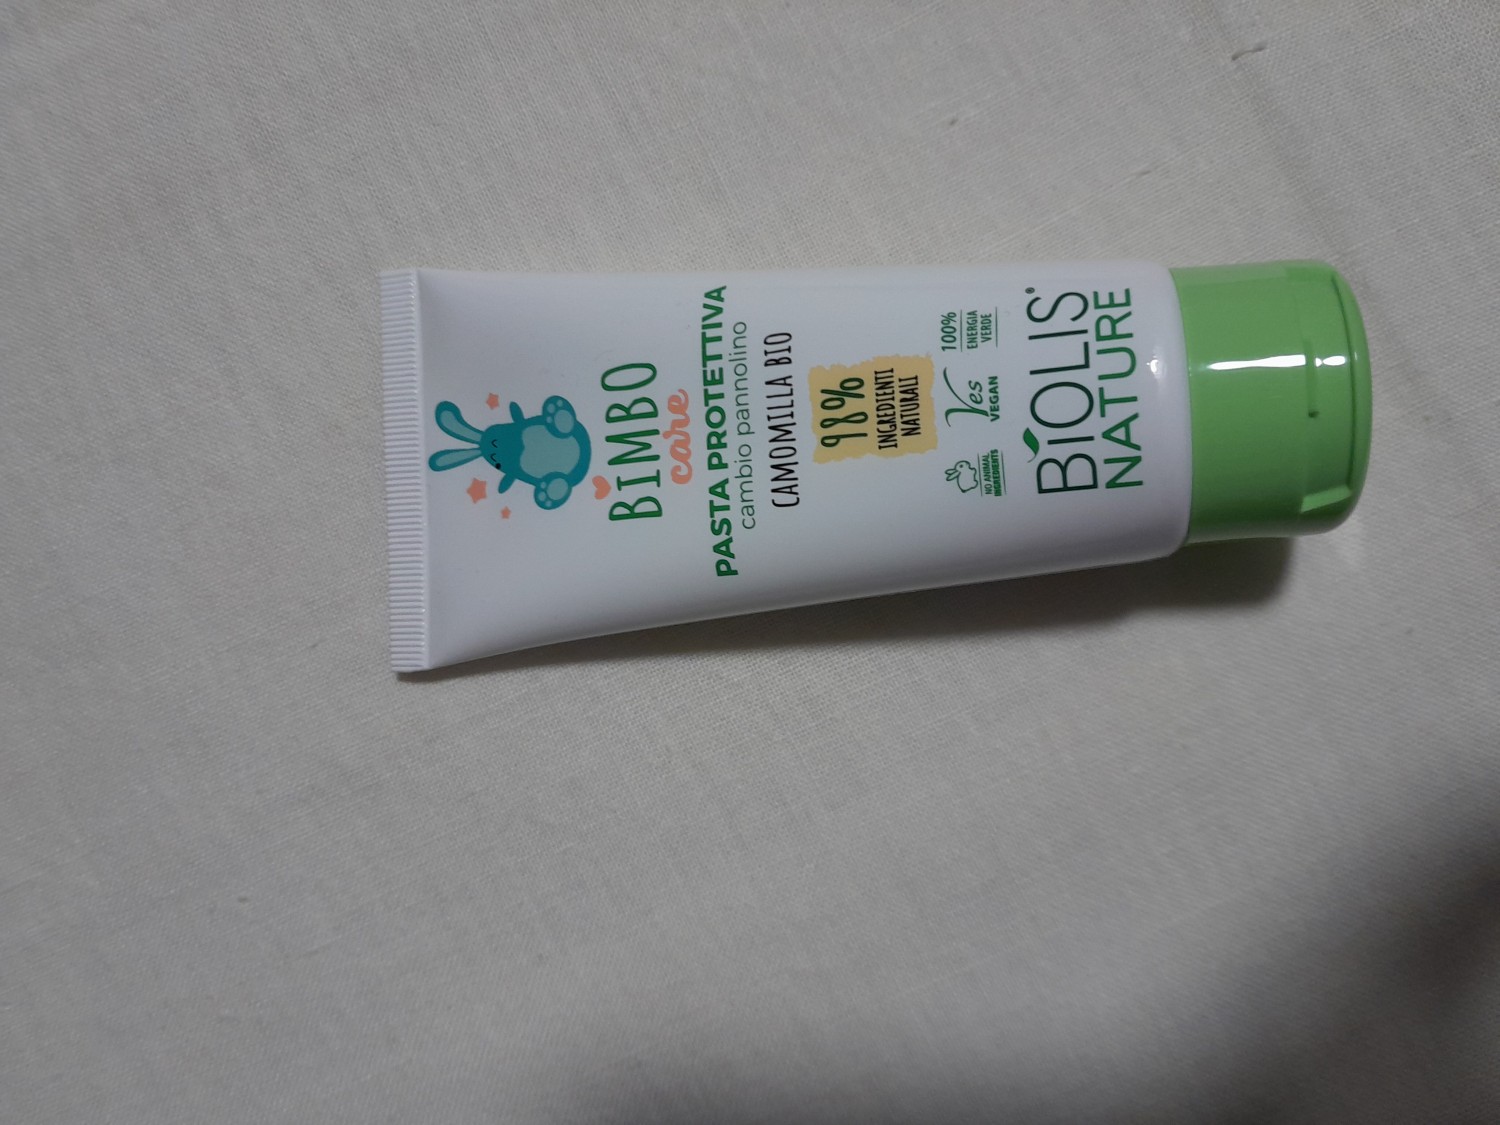 BIMBO
care
PASTA PROTETTIVA
cambio pannolino
CAMOMILLA BIO
98%
INGREDIENTI
NATURALI
NO ANIMAL
INGREDIENTS
Yes
VEGAN
100%
ENERGIA
VERDE
BIOLIS®
NATURE